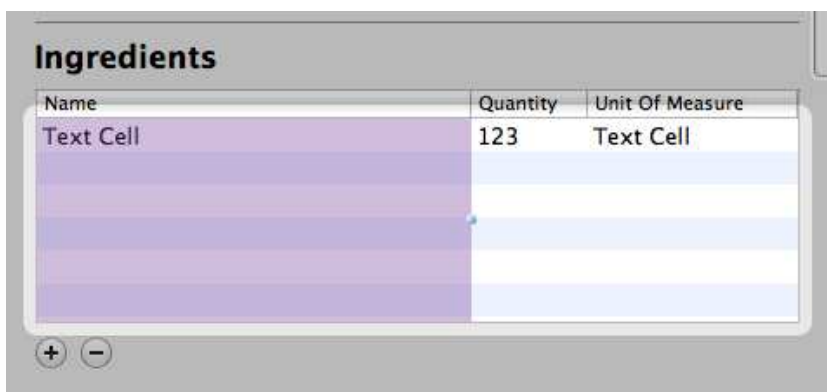 Ingredients
Name Quantity Unit Of Measure
Text Cell 123 Text Cell